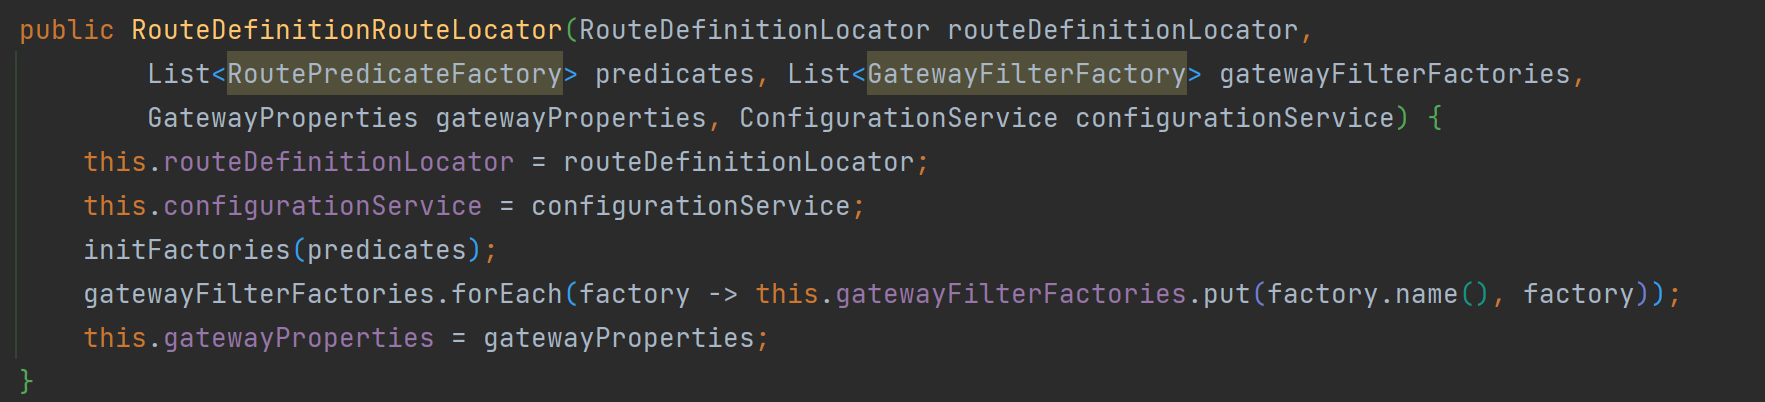 public RouteDefinitionRouteLocator(RouteDefinitionLocator routeDefinitionLocator,
        List<RoutePredicateFactory> predicates, List<GatewayFilterFactory> gatewayFilterFactories,
        GatewayProperties gatewayProperties, ConfigurationService configurationService) {
    this.routeDefinitionLocator = routeDefinitionLocator;
    this.configurationService = configurationService;
    initFactories(predicates);
    gatewayFilterFactories.forEach(factory -> this.gatewayFilterFactories.put(factory.name(), factory));
    this.gatewayProperties = gatewayProperties;
}